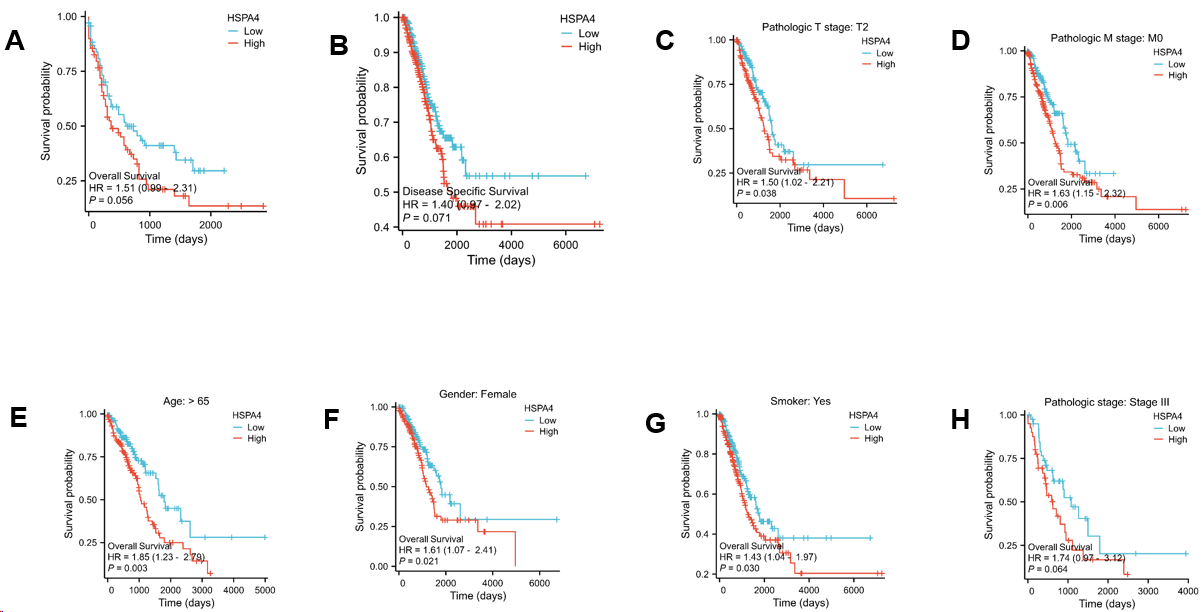 A
HSPA4
Low
High
1.00
0.75
0.50
0.25
Survival probability
Overall Survival
HR = 1.51 (0.99 - 2.31)
P = 0.056
0 1000 2000
Time (days)
B
HSPA4
Low
High
1.0
0.9
0.8
0.7
0.6
0.5
0.4
Survival probability
Disease Specific Survival
HR = 1.40 (0.97 - 2.02)
P = 0.071
0 2000 4000 6000
Time (days)
C
Pathologic T stage: T2
HSPA4
Low
High
1.00
0.75
0.50
0.25
Survival probability
Overall Survival
HR = 1.50 (1.02 - 2.21)
P = 0.038
0 2000 4000 6000
Time (days)
D
Pathologic M stage: M0
HSPA4
Low
High
1.00
0.75
0.50
0.25
Survival probability
Overall Survival
HR = 1.63 (1.15 - 2.32)
P = 0.006
0 2000 4000 6000
Time (days)
E
Age: > 65
HSPA4
Low
High
1.00
0.75
0.50
0.25
Survival probability
Overall Survival
HR = 1.85 (1.23 - 2.79)
P = 0.003
0 1000 2000 3000 4000 5000
Time (days)
F
Gender: Female
HSPA4
Low
High
1.00
0.75
0.50
0.25
0.00
Survival probability
Overall Survival
HR = 1.61 (1.07 - 2.41)
P = 0.021
0 2000 4000 6000
Time (days)
G
Smoker: Yes
HSPA4
Low
High
1.0
0.8
0.6
0.4
0.2
Survival probability
Overall Survival
HR = 1.43 (1.04 - 1.97)
P = 0.030
0 2000 4000 6000
Time (days)
H
Pathologic stage: Stage III
HSPA4
Low
High
1.00
0.75
0.50
0.25
Survival probability
Overall Survival
HR = 1.74 (0.97 - 3.12)
P = 0.064
0 1000 2000 3000 4000
Time (days)